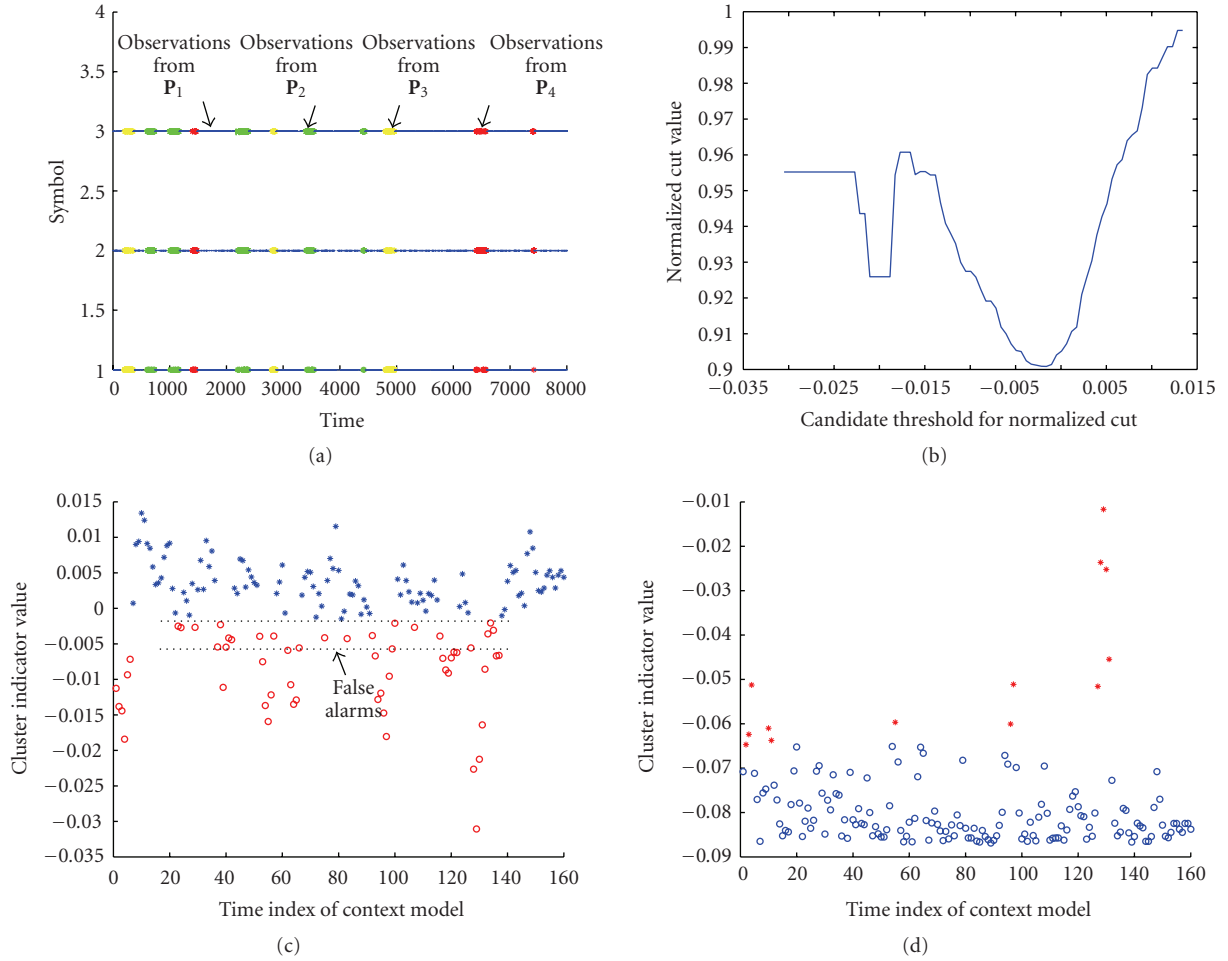 4
3.5
3
2.5
2
1.5
1
Symbol
Observations from P1
Observations from P2
Observations from P3
Observations from P4
0 1000 2000 3000 4000 5000 6000 7000 8000
Time
(a)
1
0.99
0.98
0.97
0.96
0.95
0.94
0.93
0.92
0.91
0.9
Normalized cut value
−0.035 −0.025 −0.015 −0.005 0.005 0.015
Candidate threshold for normalized cut
(b)
0.015
0.01
0.005
0
−0.005
−0.01
−0.015
−0.02
−0.025
−0.03
−0.035
Cluster indicator value
False
alarms
0 20 40 60 80 100 120 140 160
Time index of context model
(c)
−0.01
−0.02
−0.03
−0.04
−0.05
−0.06
−0.07
−0.08
−0.09
Cluster indicator value
0 20 40 60 80 100 120 140 160
Time index of context model
(d)